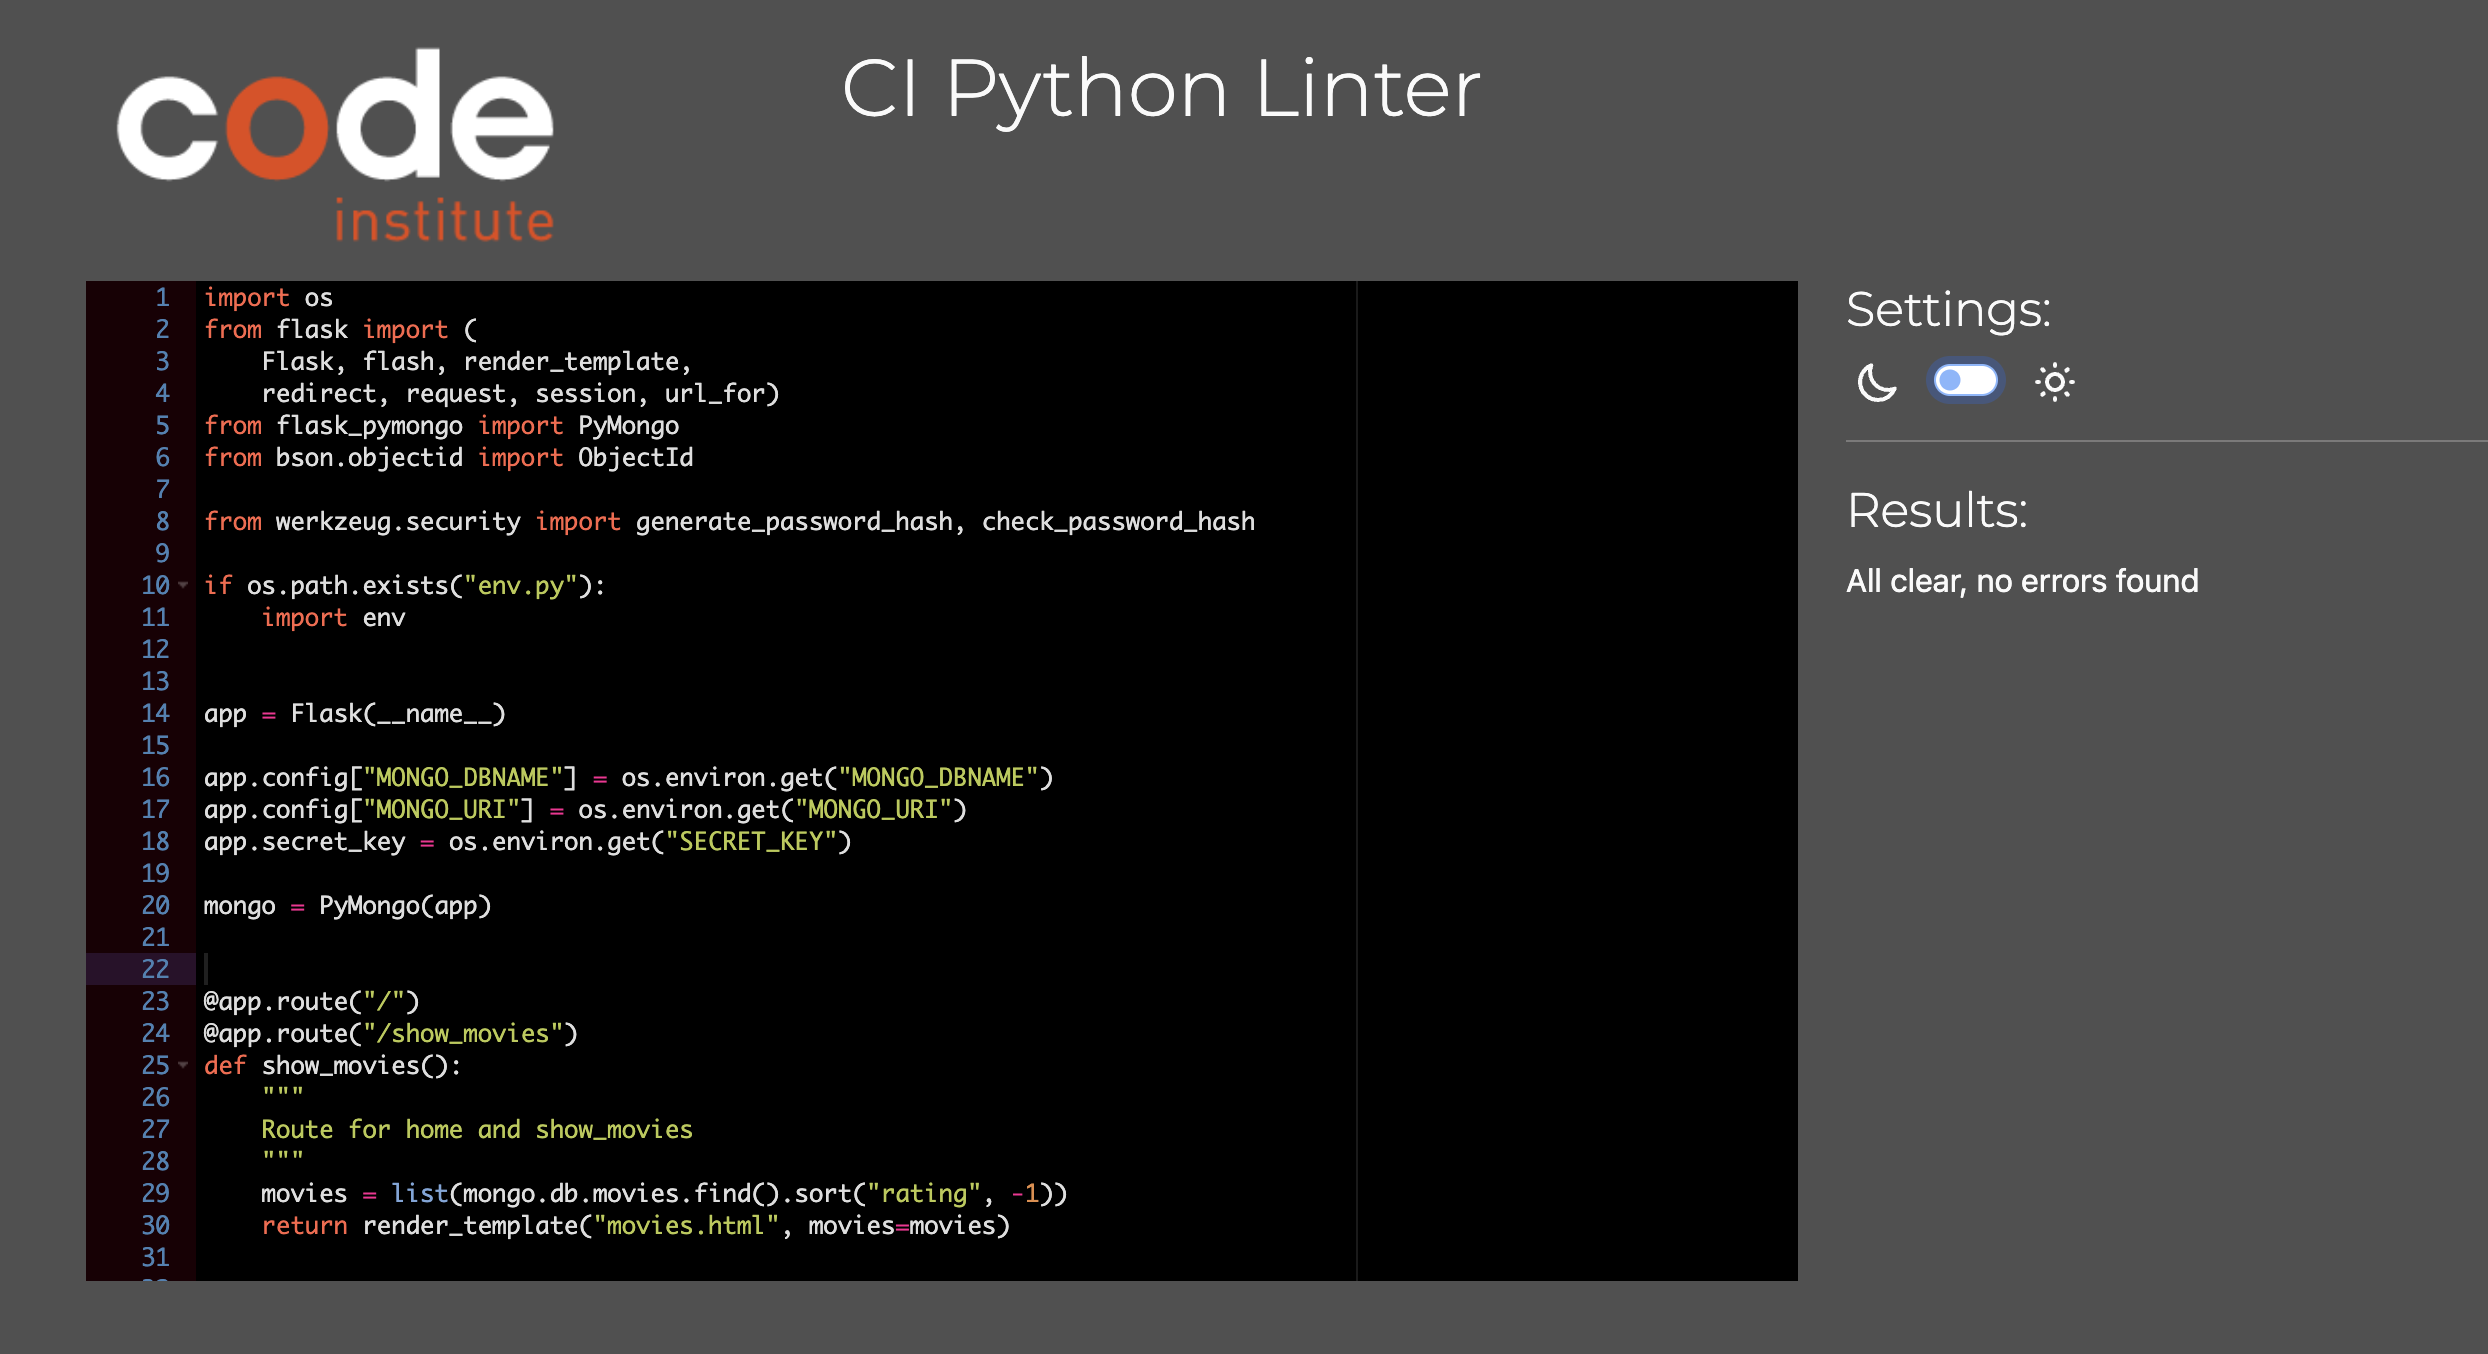 code
institute
CI Python Linter
1 import os
2 from flask import (
3     Flask, flash, render_template,
4     redirect, request, session, url_for)
5 from flask_pymongo import PyMongo
6 from bson.objectid import ObjectId
7
8 from werkzeug.security import generate_password_hash, check_password_hash
9
10 if os.path.exists("env.py"):
11     import env
12
13
14 app = Flask(__name__)
15
16 app.config["MONGO_DBNAME"] = os.environ.get("MONGO_DBNAME")
17 app.config["MONGO_URI"] = os.environ.get("MONGO_URI")
18 app.secret_key = os.environ.get("SECRET_KEY")
19
20 mongo = PyMongo(app)
21
22
23 @app.route("/")
24 @app.route("/show_movies")
25 def show_movies():
26     """
27     Route for home and show_movies
28     """
29     movies = list(mongo.db.movies.find().sort("rating", -1))
30     return render_template("movies.html", movies=movies)
31
Settings:
Results:
All clear, no errors found